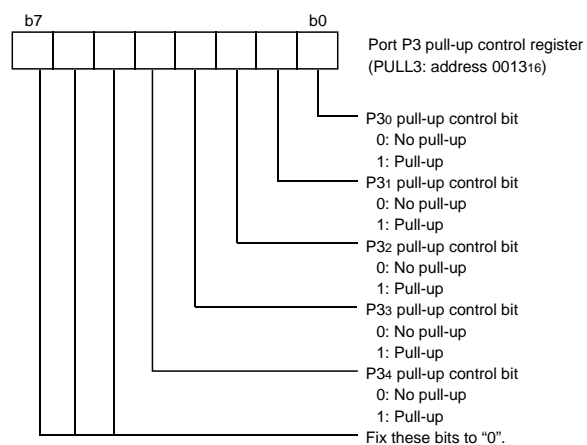 b7 b0
Port P3 pull-up control register
(PULL3: address 001316)
P30 pull-up control bit
0: No pull-up
1: Pull-up
P31 pull-up control bit
0: No pull-up
1: Pull-up
P32 pull-up control bit
0: No pull-up
1: Pull-up
P33 pull-up control bit
0: No pull-up
1: Pull-up
P34 pull-up control bit
0: No pull-up
1: Pull-up
Fix these bits to “0”.